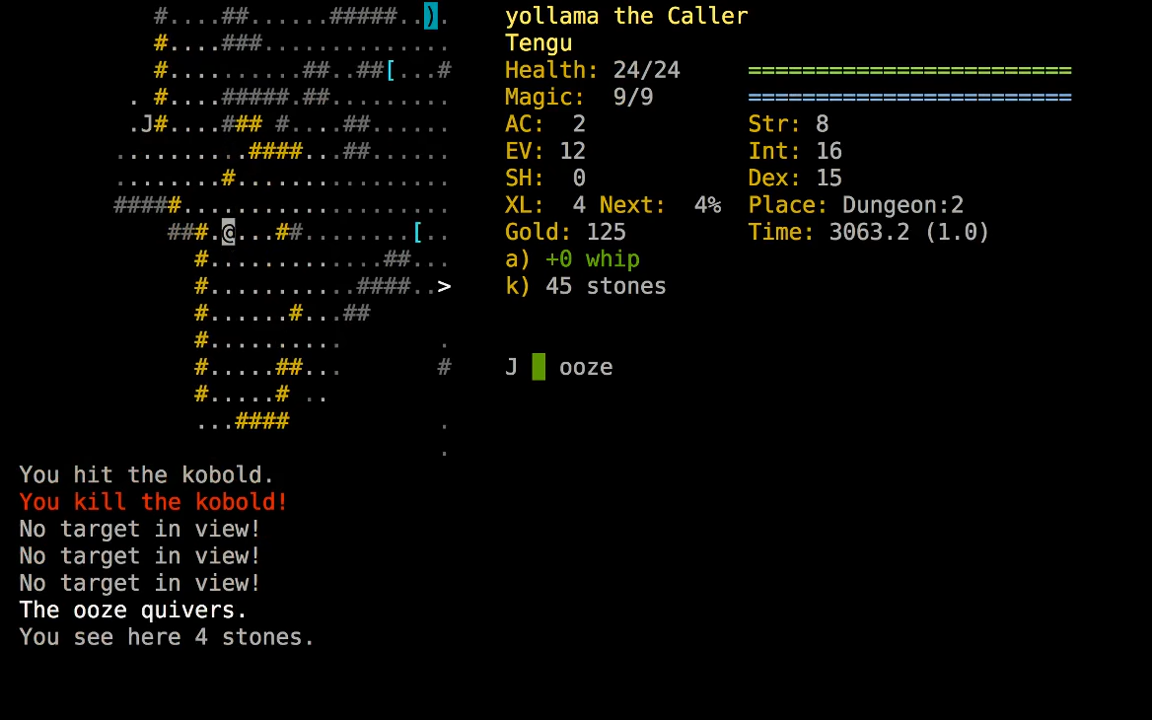 #....##......#####..). yollama the Caller
#....###.............. Tengu
#..........##..##[...# Health: 24/24 ========================
. #....#####.##......... Magic:  9/9 ========================
.J#....### #....##...... AC:  2 Str: 8
..........####...##...... EV: 12 Int: 16
........#................ SH:  0 Dex: 15
#####.................... XL:  4 Next:  4% Place: Dungeon:2
###.@...##........[.. Gold: 125 Time: 3063.2 (1.0)
#.............##... a) +0 whip
#...........####..> k) 45 stones
#......#...##
#..........       .
#.....##...       # J ooze
#.....# ..
...####           .
.
You hit the kobold.
You kill the kobold!
No target in view!
No target in view!
No target in view!
The ooze quivers.
You see here 4 stones.